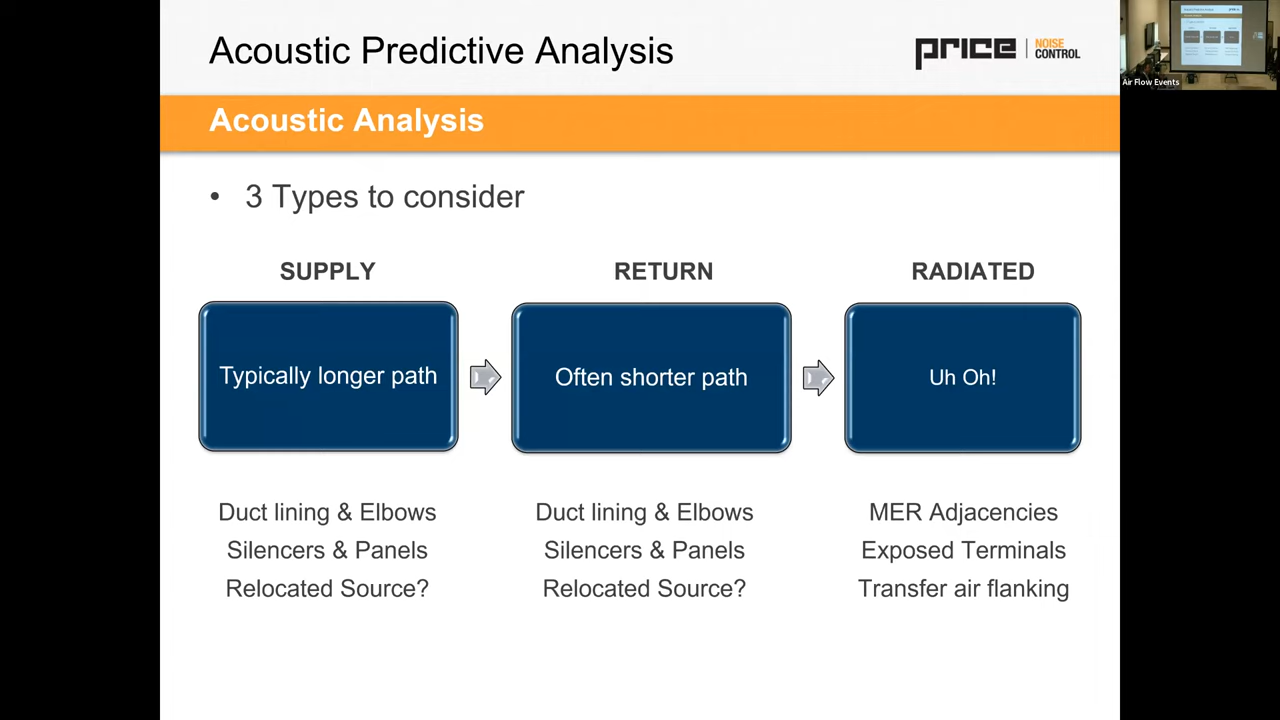 Acoustic Predictive Analysis
price
NOISE
CONTROL
Air Flow Events
Acoustic Analysis
• 3 Types to consider
SUPPLY
RETURN
RADIATED
Typically longer path
Often shorter path
Uh Oh!
Duct lining & Elbows
Silencers & Panels
Relocated Source?
Duct lining & Elbows
Silencers & Panels
Relocated Source?
MER Adjacencies
Exposed Terminals
Transfer air flanking